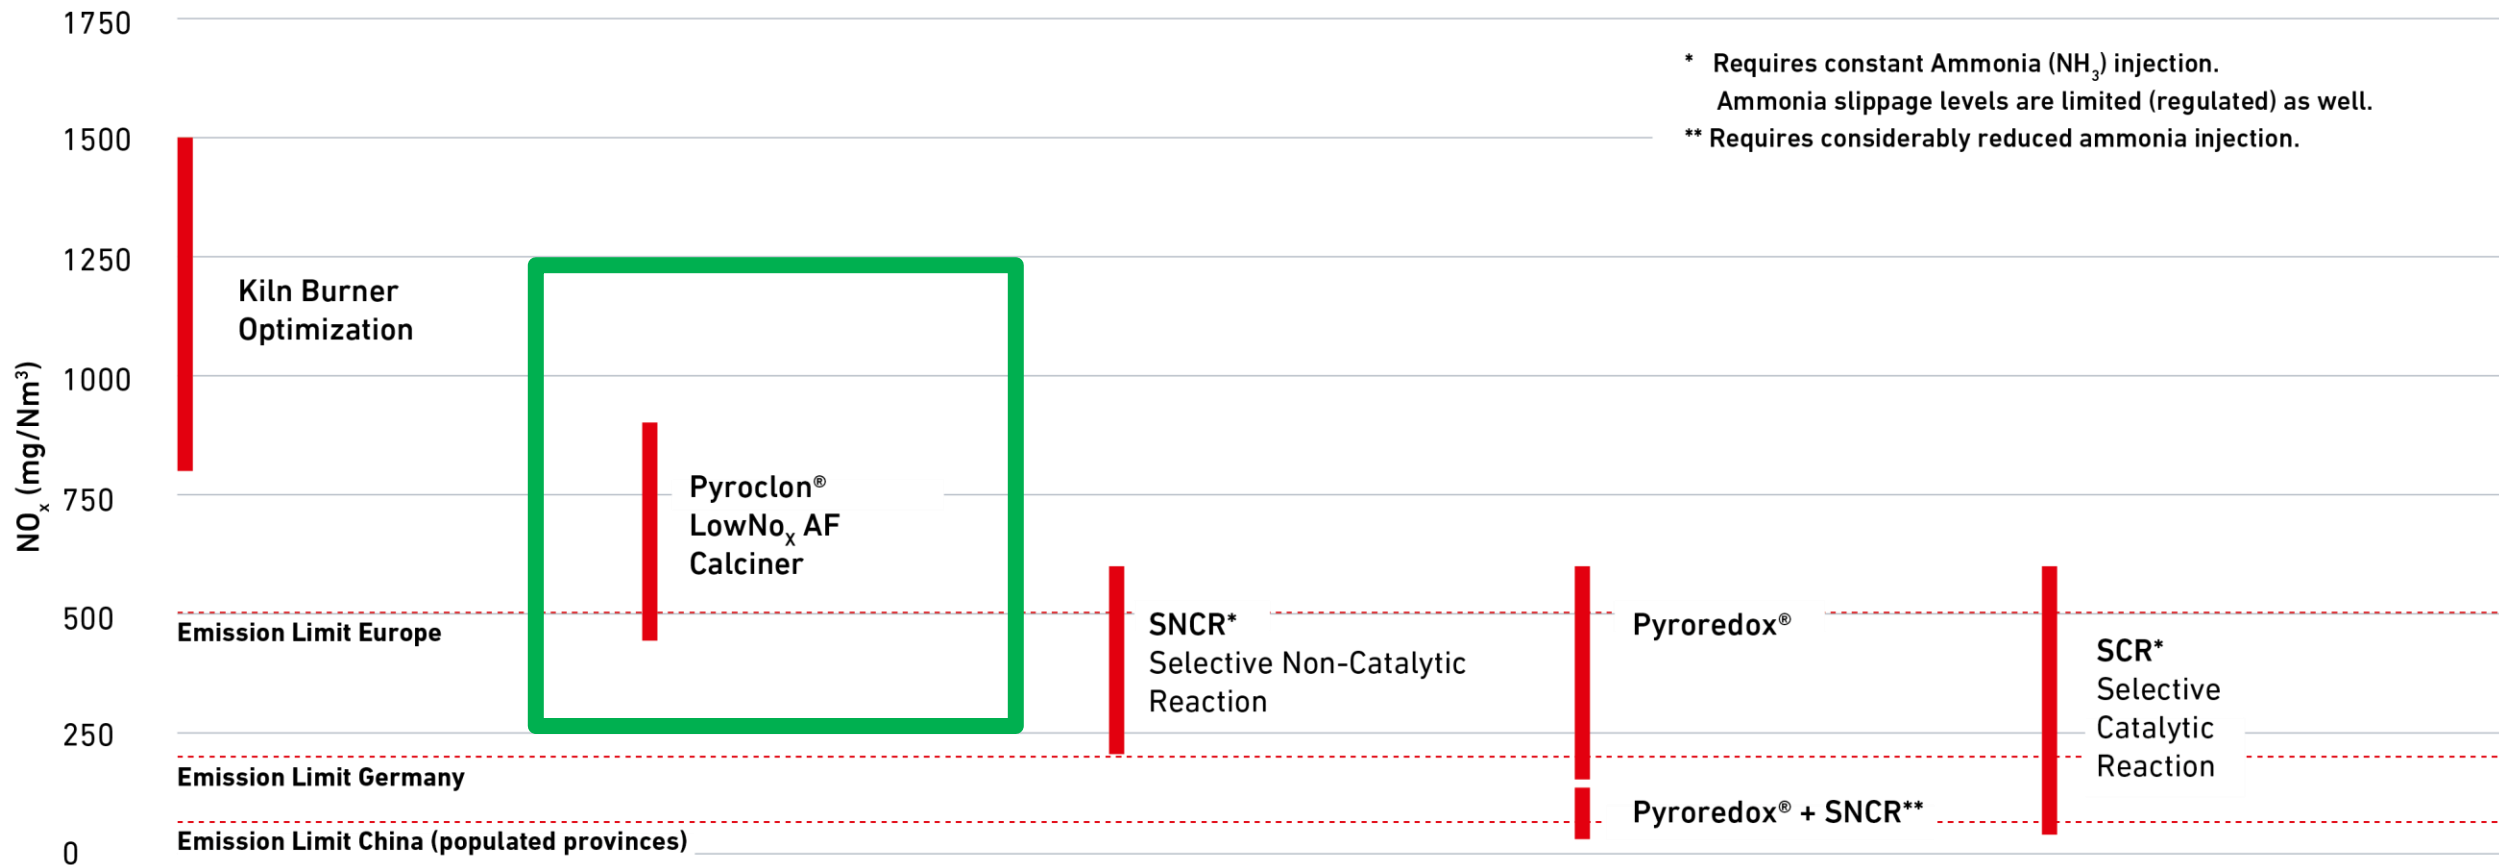 1750
* Requires constant Ammonia (NH₃) injection.
Ammonia slippage levels are limited (regulated) as well.
** Requires considerably reduced ammonia injection.
1500
1250
Kiln Burner
Optimization
1000
NOₓ (mg/Nm³)
750
Pyroclon®
LowNoₓ AF
Calciner
500
Emission Limit Europe
SNCR*
Selective Non-Catalytic
Reaction
Pyroredox®
SCR*
Selective
Catalytic
Reaction
250
Emission Limit Germany
Pyroredox® + SNCR**
Emission Limit China (populated provinces)
0